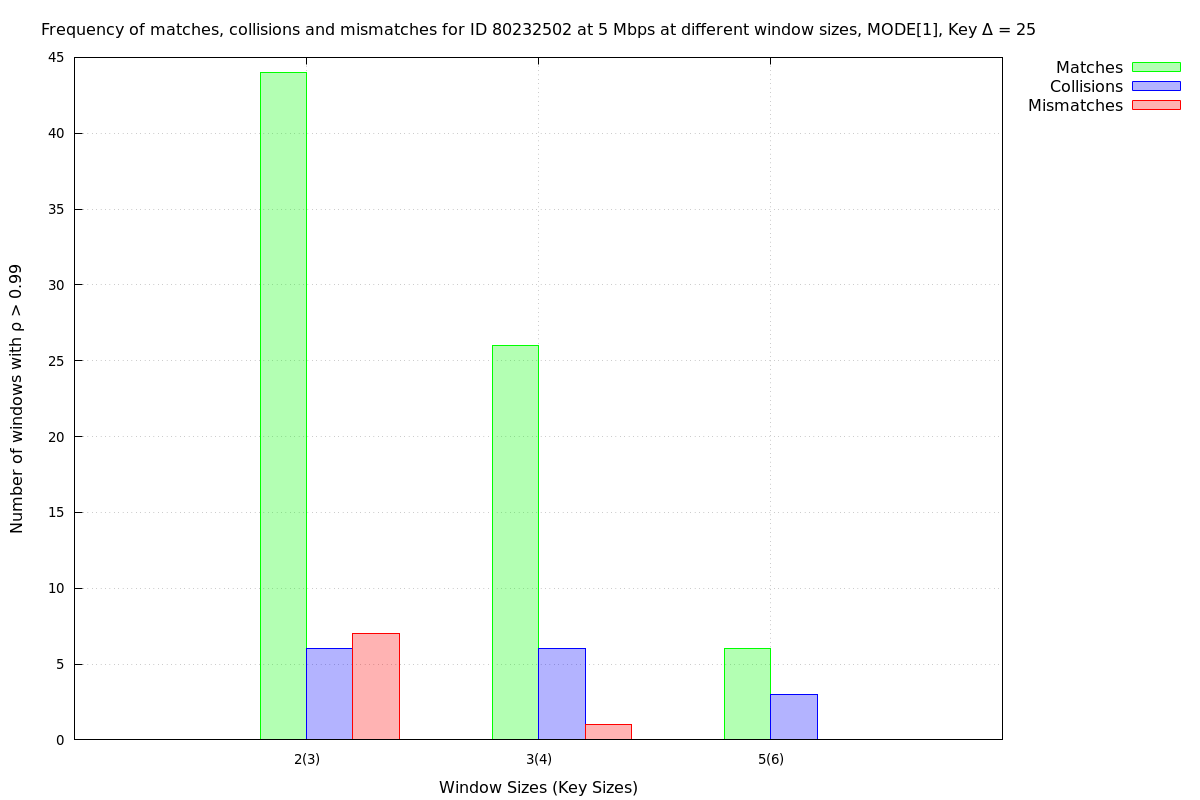 Frequency of matches, collisions and mismatches for ID 80232502 at 5 Mbps at different window sizes, MODE[1], Key Δ = 25
Matches
Collisions
Mismatches
Number of windows with ρ > 0.99
45
40
35
30
25
20
15
10
5
0
2(3) 3(4) 5(6)
Window Sizes (Key Sizes)